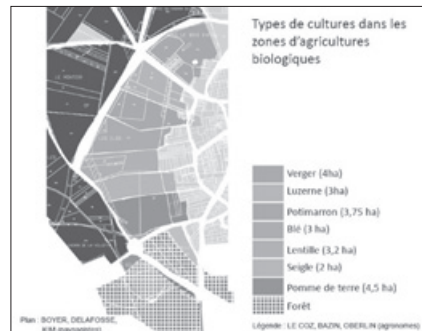 Types de cultures dans les
zones d'agricultures
biologiques
Verger (4ha)
Luzerne (3ha)
Potimarron (3,75 ha)
Blé (3 ha)
Lentille (3,2 ha)
Seigle (2 ha)
Pomme de terre (4,5 ha)
Forêt
Plan : BOYER, DELAFOSSE,
Légende : LE COZ, BAZIN, OBERLIN (agronomes)